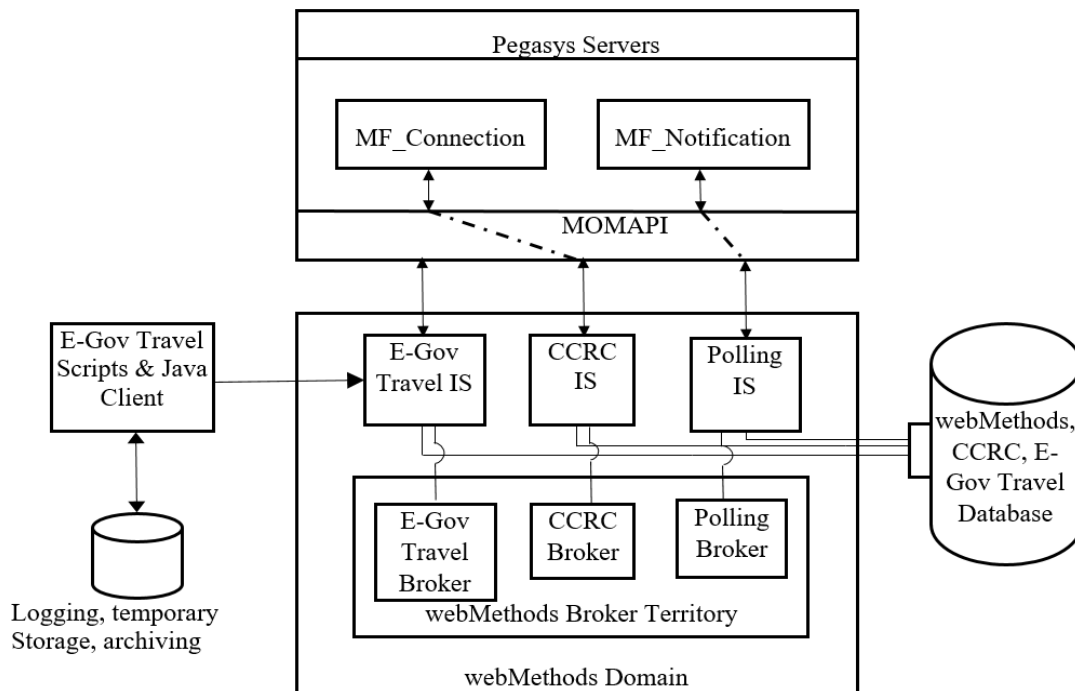 Pegasys Servers
MF_Connection
MF_Notification
MOMAPI
E-Gov Travel
Scripts & Java
Client
E-Gov
Travel IS
CCRC
IS
Polling
IS
webMethods,
CCRC, E-
Gov Travel
Database
E-Gov
Travel
Broker
CCRC
Broker
Polling
Broker
webMethods Broker Territory
Logging, temporary
Storage, archiving
webMethods Domain